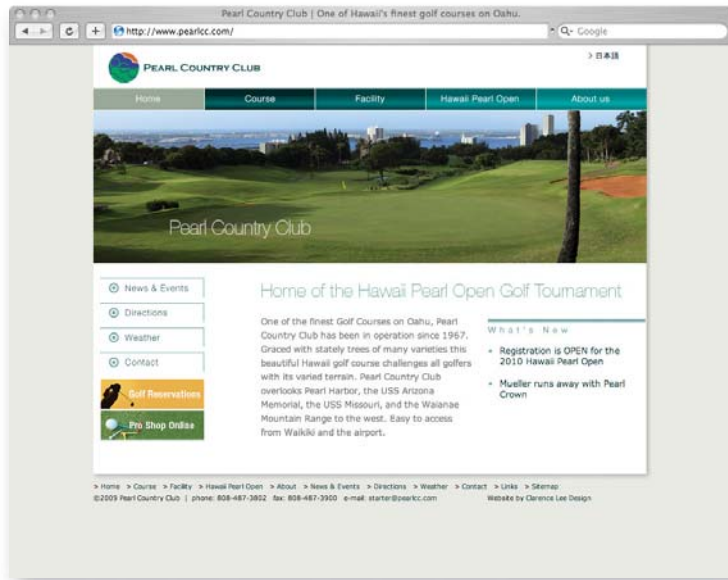 Pearl Country Club | One of Hawaii's finest golf courses on Oahu.
http://www.pearlcc.com/
Google
> 日本語
PEARL COUNTRY CLUB
Home Course Facility Hawaii Pearl Open About us
Pearl Country Club
News & Events
Directions
Weather
Contact
Golf Reservations
Pro Shop Online
Home of the Hawaii Pearl Open Golf Tournament
One of the finest Golf Courses on Oahu, Pearl
Country Club has been in operation since 1967.
Graced with stately trees of many varieties this
beautiful Hawaii golf course challenges all golfers
with its varied terrain. Pearl Country Club
overlooks Pearl Harbor, the USS Arizona
Memorial, the USS Missouri, and the Waianae
Mountain Range to the west. Easy to access
from Waikiki and the airport.
What's New
Registration is OPEN for the
2010 Hawaii Pearl Open
Mueller runs away with Pearl
Crown
> Home > Course > Facility > Hawaii Pearl Open > About > News & Events > Directions > Weather > Contact > Links > Sitemap
©2009 Pearl Country Club | phone: 808-487-3802 fax: 808-487-3900 e-mail: starter@pearlcc.com Website by Clarence Lee Design